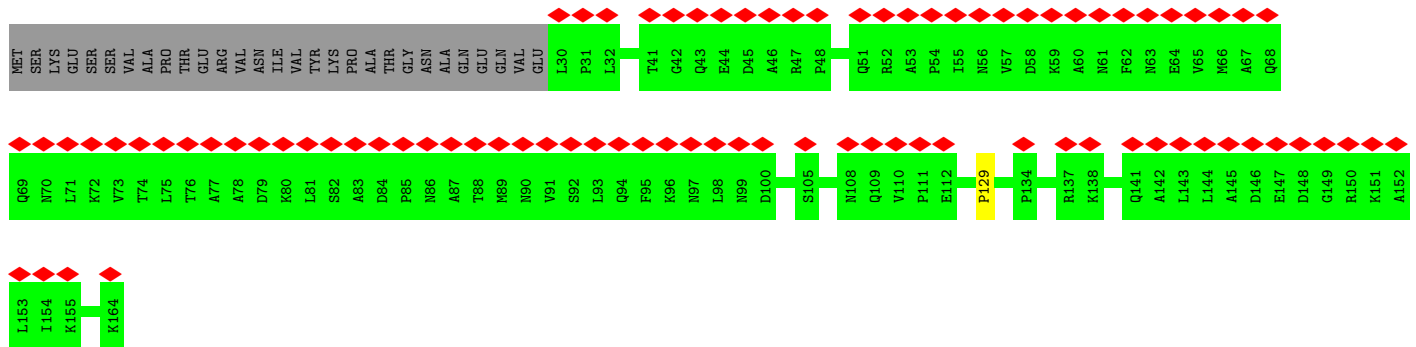 MET SER LYS GLU SER SER VAL ALA PRO THR GLU ARG VAL ASN ILE VAL TYR LYS PRO ALA THR GLY ASN ALA GLN GLU GLN VAL GLU L30 P31 L32 T41 G42 Q43 E44 D45 A46 R47 P48 Q51 R52 A53 P54 I55 N56 V57 D58 K59 A60 N61 F62 N63 E64 V65 M66 A67 Q68
Q69 N70 L71 K72 V73 T74 L75 T76 A77 A78 D79 K80 L81 S82 A83 D84 P85 N86 A87 T88 M89 N90 V91 S92 L93 Q94 F95 K96 N97 L98 N99 D100 S105 N108 Q109 V110 P111 E112 P129 P134 R137 K138 Q141 A142 L143 L144 A145 D146 E147 D148 G149 R150 K151 A152
L153 I154 K155 K164